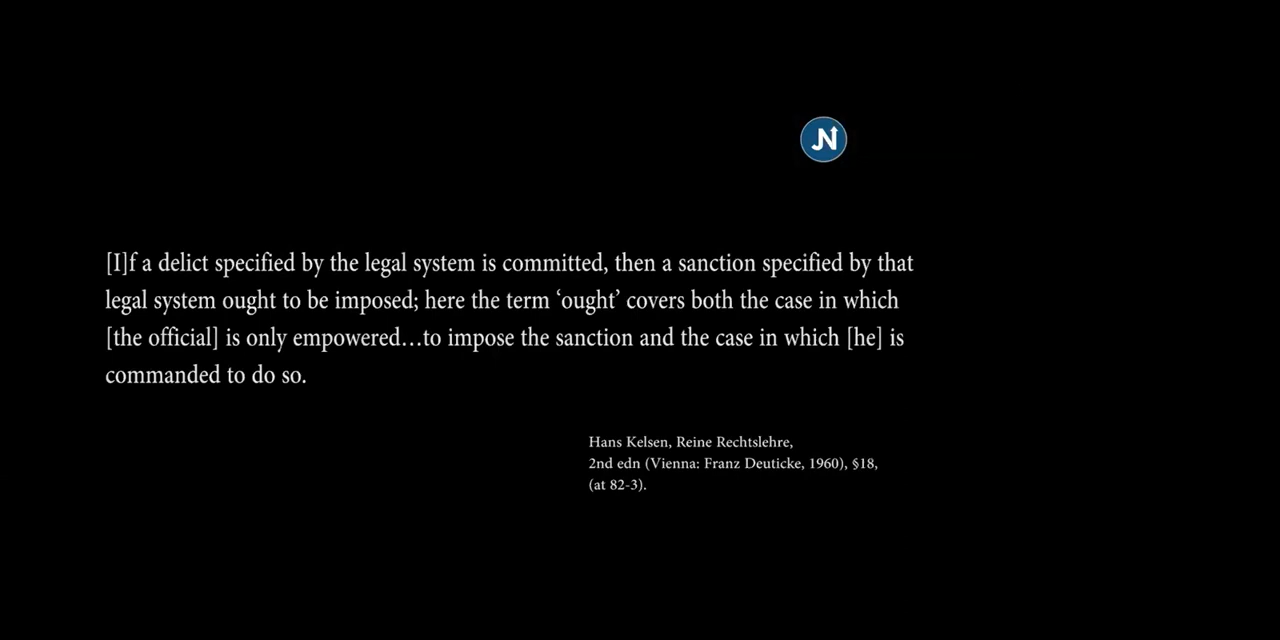 JN
[I]f a delict specified by the legal system is committed, then a sanction specified by that
legal system ought to be imposed; here the term ‘ought’ covers both the case in which
[the official] is only empowered…to impose the sanction and the case in which [he] is
commanded to do so.
Hans Kelsen, Reine Rechtslehre,
2nd edn (Vienna: Franz Deuticke, 1960), §18,
(at 82-3).